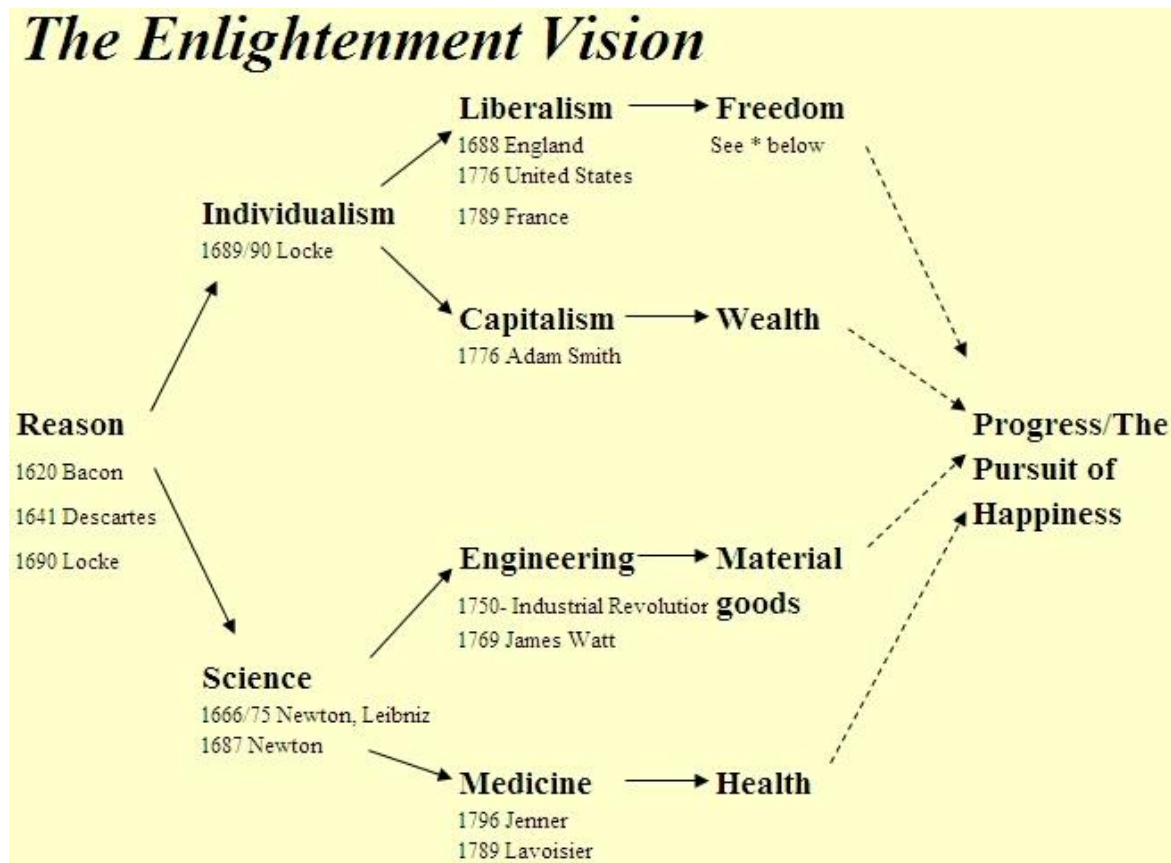 The Enlightenment Vision
Liberalism
1688 England
1776 United States
1789 France
Freedom
See * below
Individualism
1689/90 Locke
Capitalism
1776 Adam Smith
Wealth
Reason
1620 Bacon
1641 Descartes
1690 Locke
Progress/The
Pursuit of
Happiness
Engineering
1750- Industrial Revolutior
1769 James Watt
Material
goods
Science
1666/75 Newton, Leibniz
1687 Newton
Medicine
1796 Jenner
1789 Lavoisier
Health